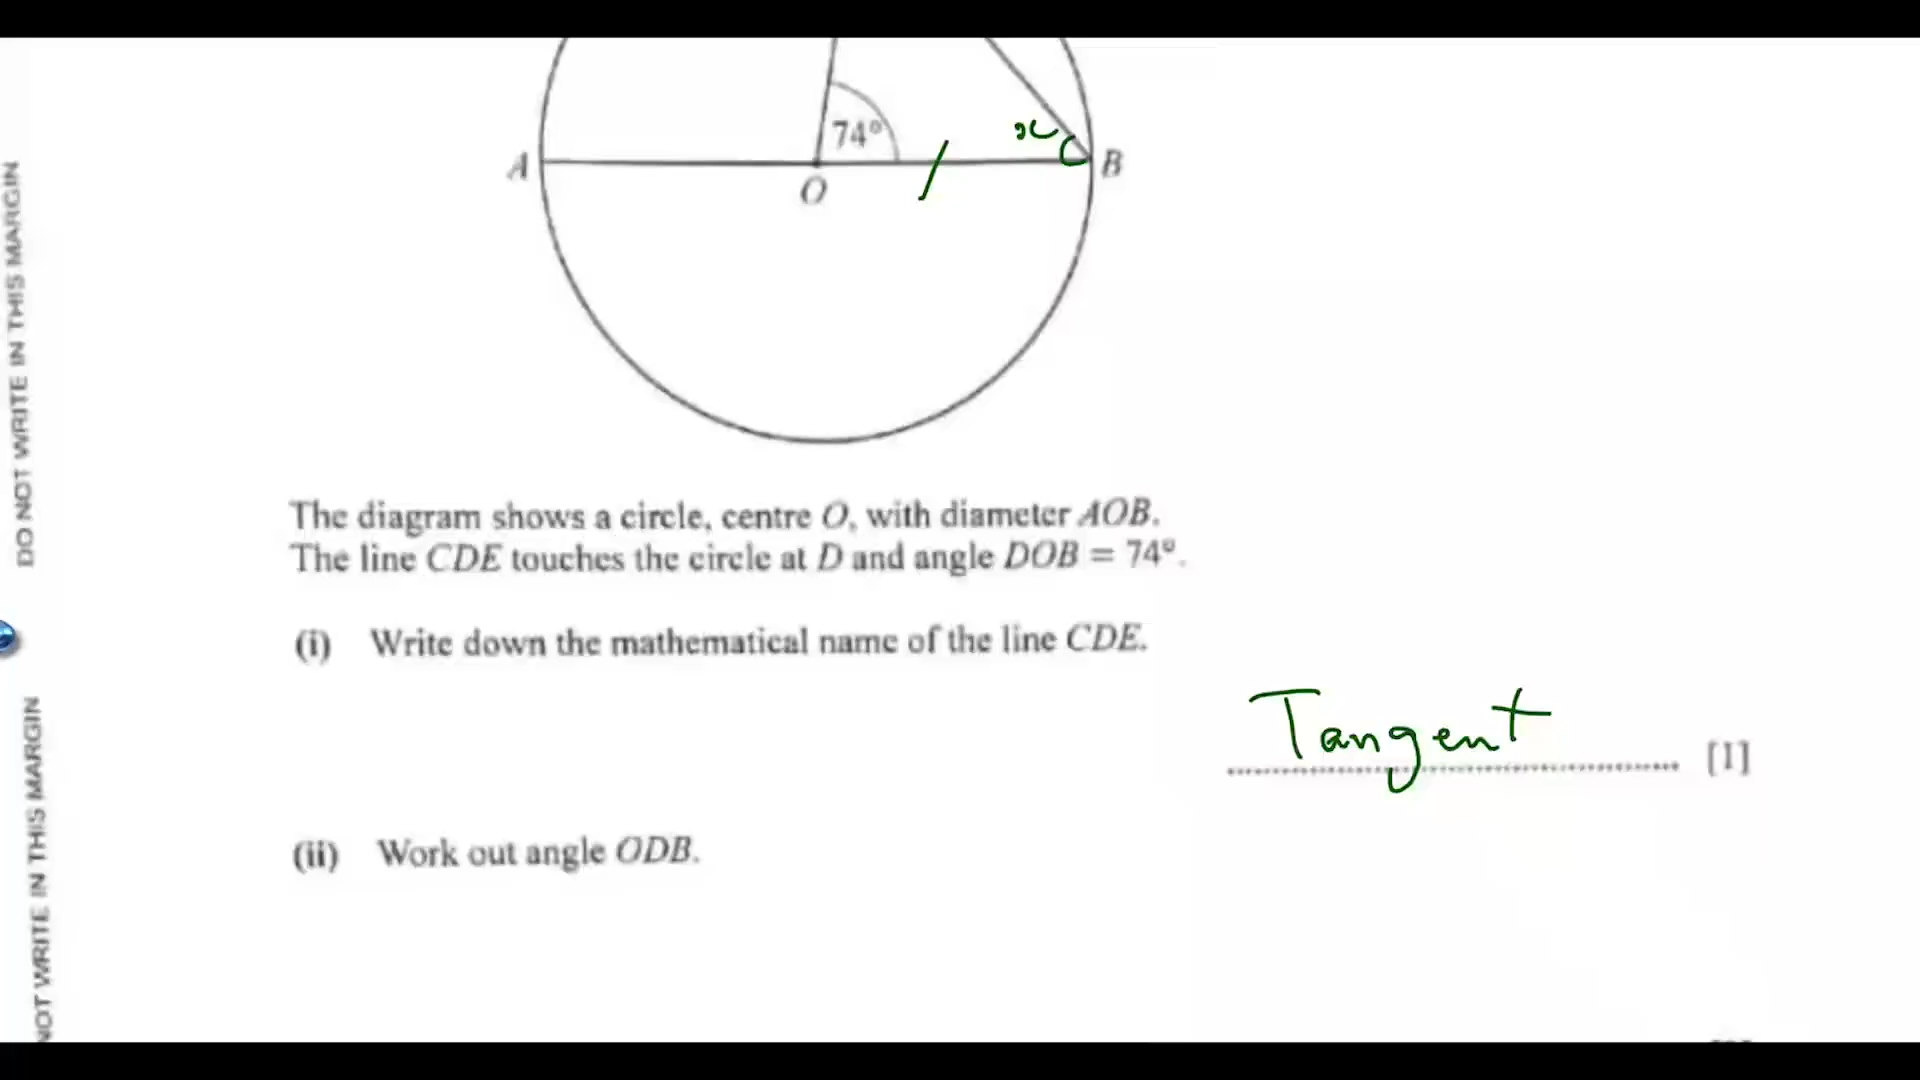 74°
x
A
B
O
The diagram shows a circle, centre O, with diameter AOB.
The line CDE touches the circle at D and angle DOB = 74°.
(i) Write down the mathematical name of the line CDE.
Tangent
[1]
(ii) Work out angle ODB.
DO NOT WRITE IN THIS MARGIN
NOT WRITE IN THIS MARGIN